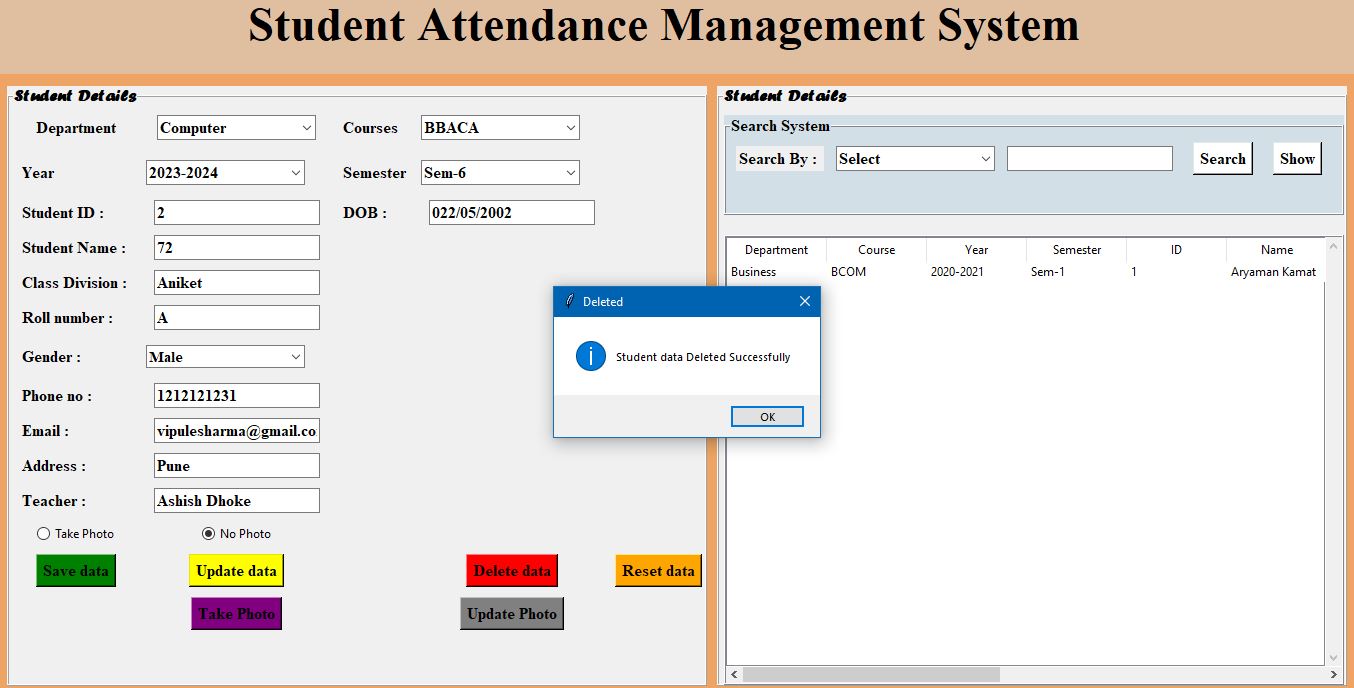 Student Attendance Management System
Student Details
Department Computer Courses BBACA
Year 2023-2024 Semester Sem-6
Student ID : 2 DOB : 022/05/2002
Student Name : 72
Class Division : Aniket
Roll number : A
Gender : Male
Phone no : 1212121231
Email : vipulesharma@gmail.co
Address : Pune
Teacher : Ashish Dhoke
Take Photo No Photo
Save data Update data Delete data Reset data
Take Photo Update Photo
Student Details
Search System
Search By : Select Search Show
Department Course Year Semester ID Name
Business BCOM 2020-2021 Sem-1 1 Aryaman Kamat
Deleted
Student data Deleted Successfully
OK